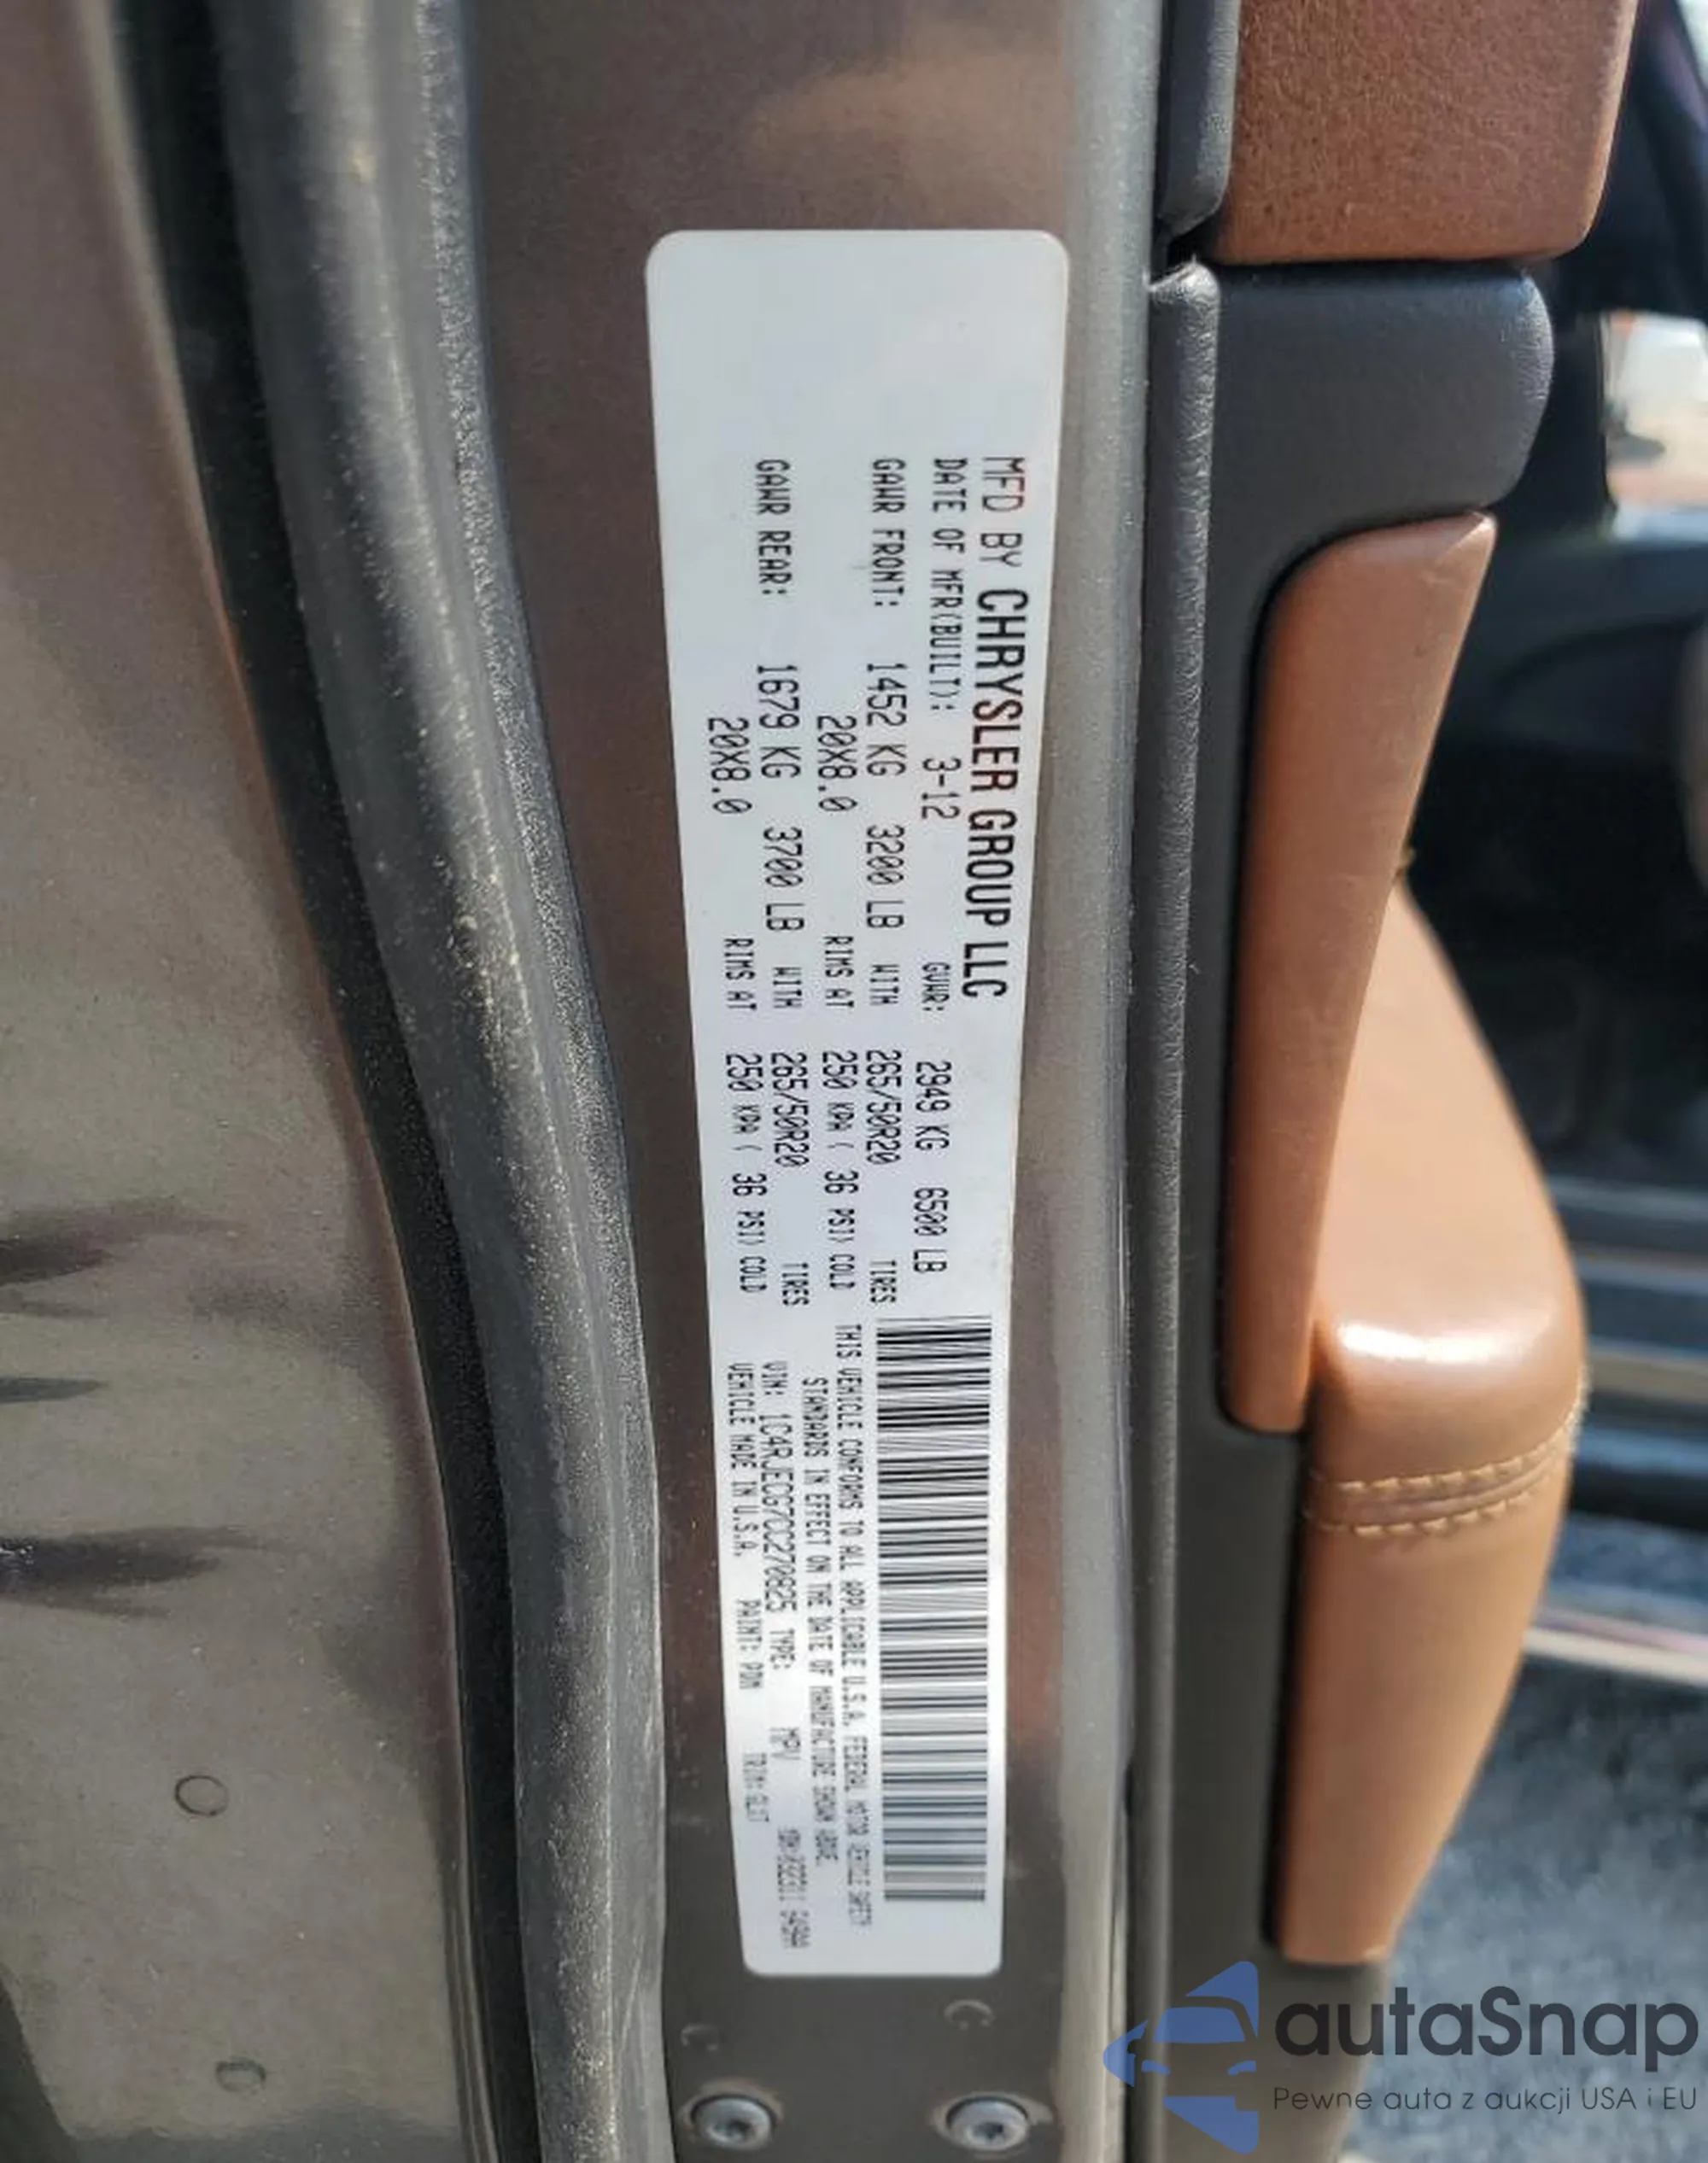 MFD BY CHRYSLER GROUP LLC
DATE OF MFR(BUILT): 3-12 GVWR: 2949 KG 6500 LB
GAWR FRONT: 1452 KG 3200 LB WITH 265/50R20 TIRES
20X8.0 RIMS AT 250 KPA ( 36 PSI) COLD
GAWR REAR: 1679 KG 3700 LB WITH 265/50R20 TIRES
20X8.0 RIMS AT 250 KPA ( 36 PSI) COLD
THIS VEHICLE CONFORMS TO ALL APPLICABLE U.S.A. FEDERAL MOTOR VEHICLE SAFETY
STANDARDS IN EFFECT ON THE DATE OF MANUFACTURE SHOWN ABOVE.
VIN: 1C4RJECG7CC270825 TYPE: MPV
VEHICLE MADE IN U.S.A. PAINT: PDM TRIM:
autaSnap
Pewne auta z aukcji USA i EU